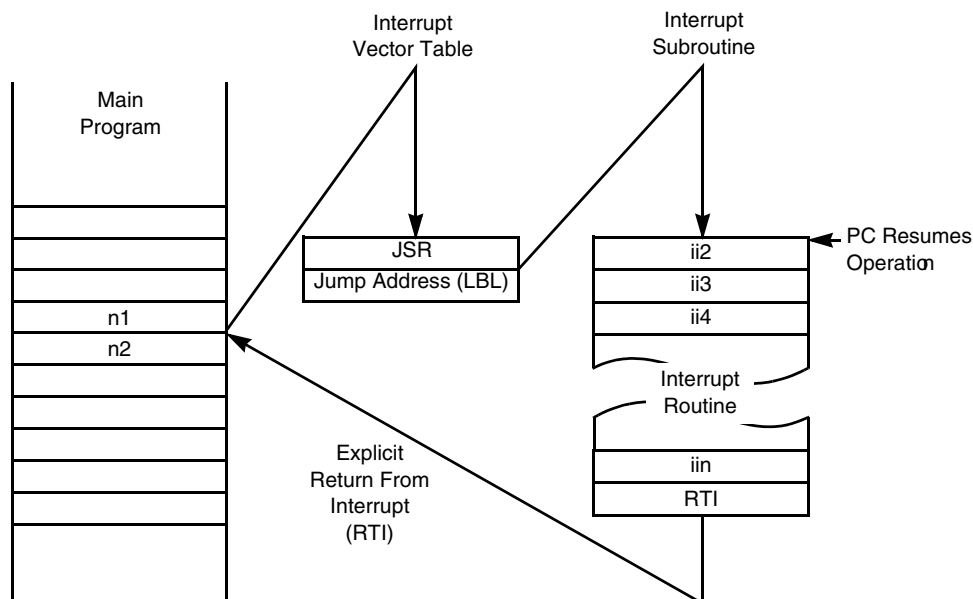 Interrupt
Vector Table
Interrupt
Subroutine
Main
Program
JSR
Jump Address (LBL)
ii2
ii3
ii4
PC Resumes
Operation
n1
n2
Interrupt
Routine
Explicit
Return From
Interrupt
(RTI)
iin
RTI